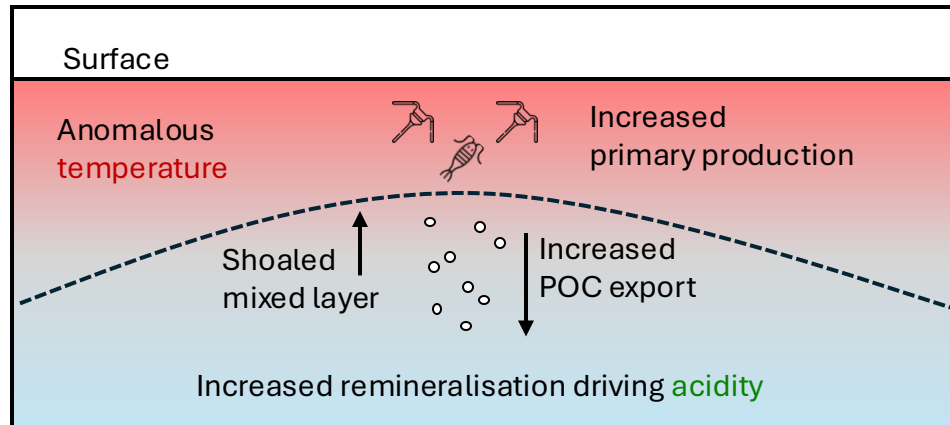 Surface
Anomalous
temperature
Increased
primary production
Shoaled
mixed layer
Increased
POC export
Increased remineralisation driving acidity